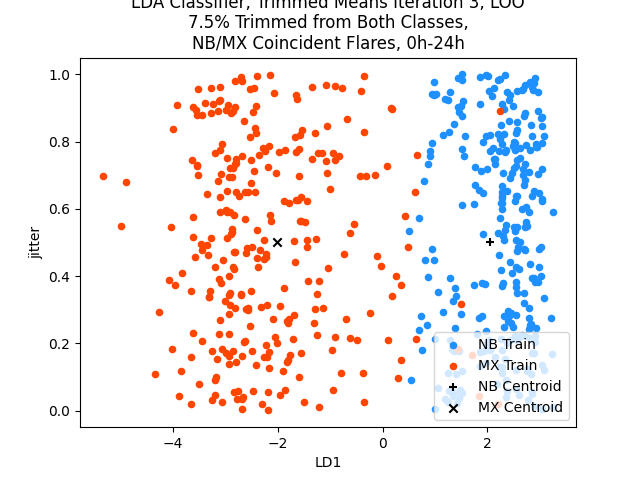 LDA Classifier, Trimmed Means Iteration 3, LOO
7.5% Trimmed from Both Classes,
NB/MX Coincident Flares, 0h-24h
1.0
0.8
0.6
0.4
0.2
0.0
jitter
NB Train
MX Train
NB Centroid
MX Centroid
−4
−2
0
2
LD1